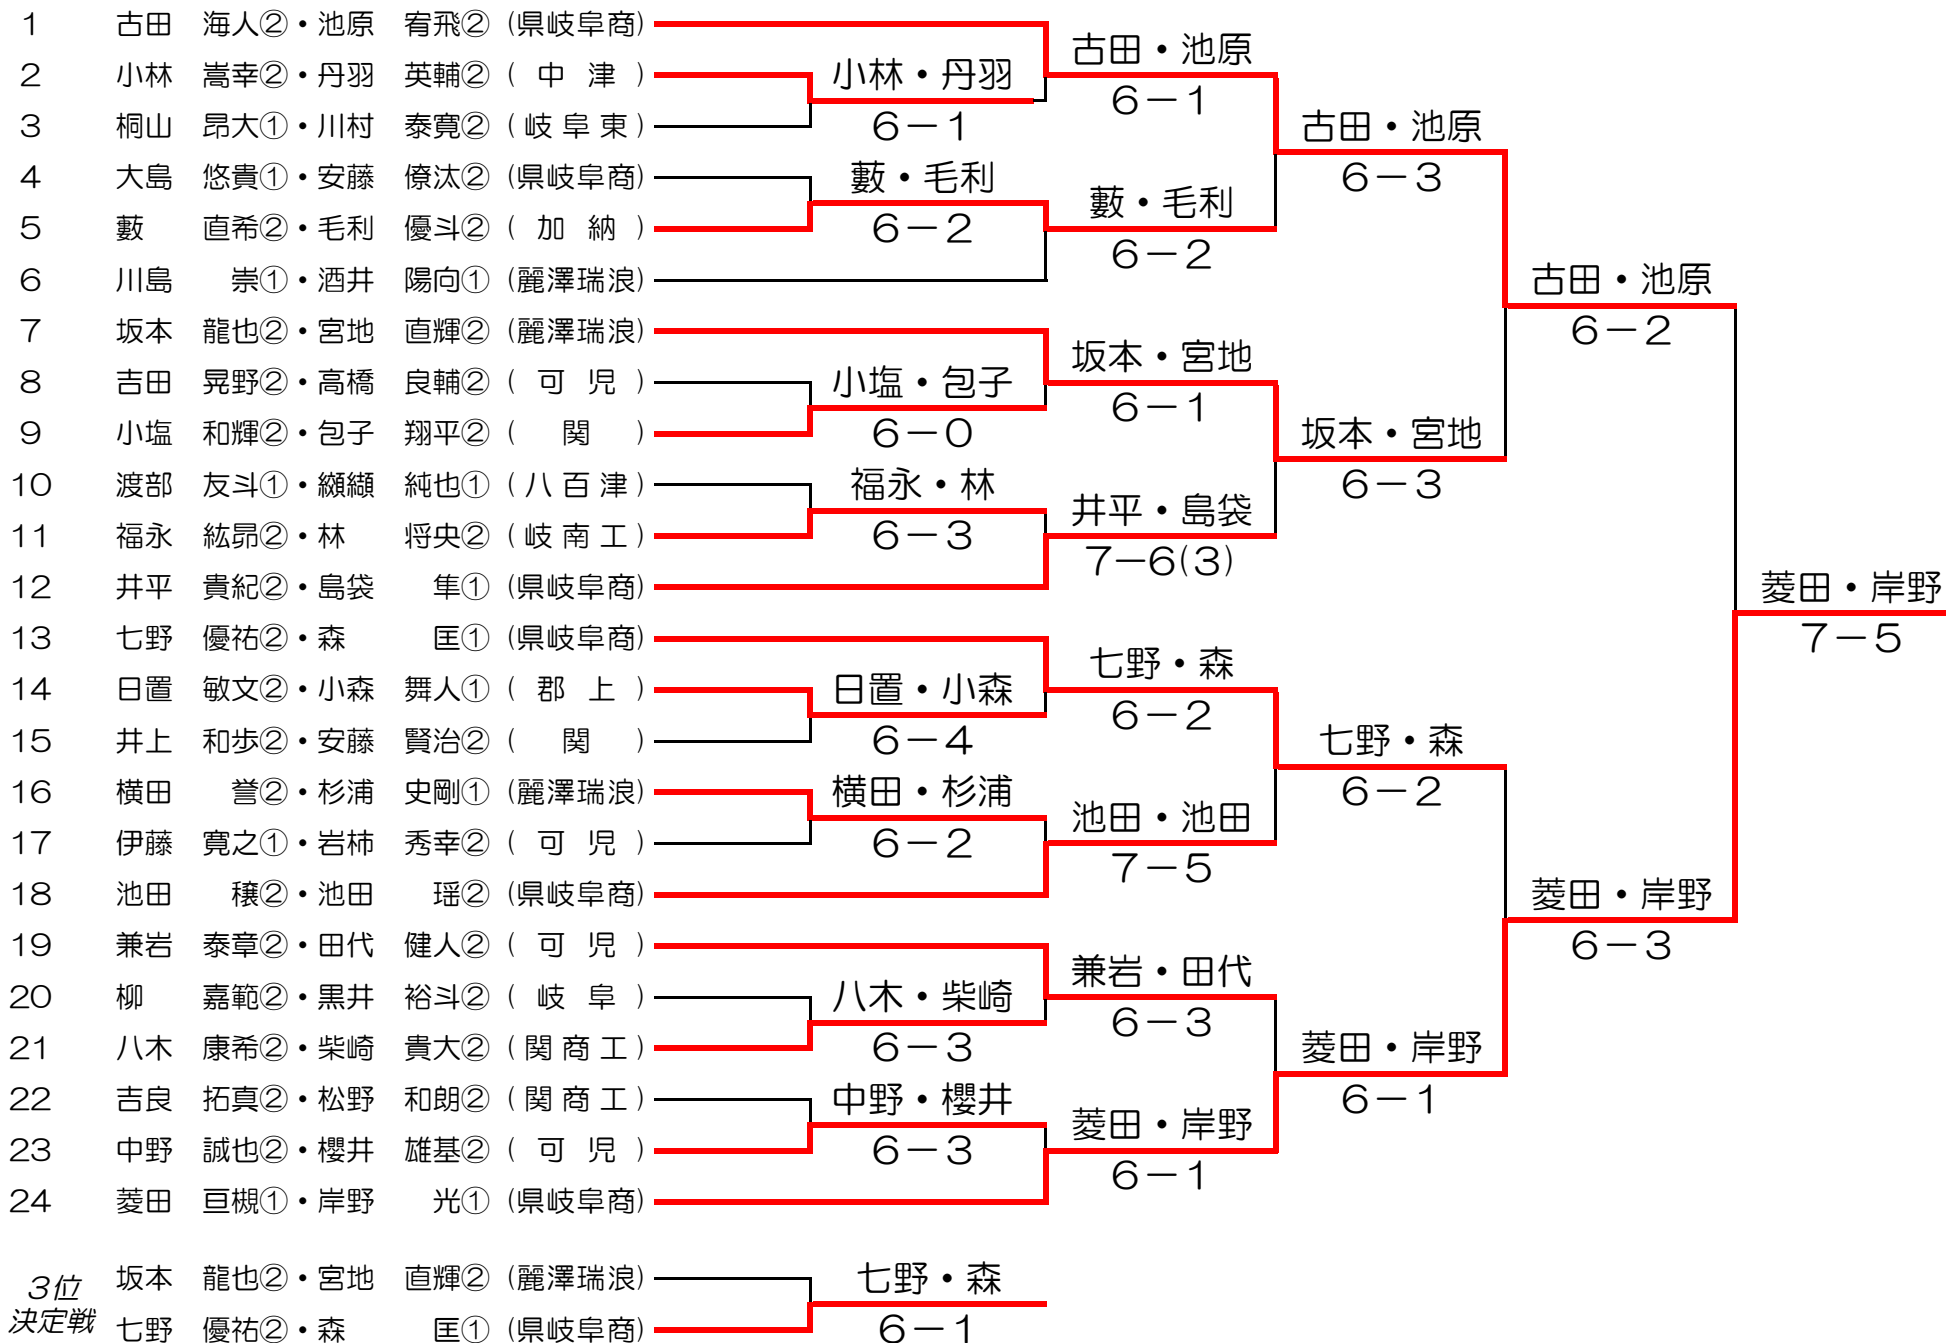 1 古田 海人②・池原 宥飛② (県岐阜商)
2 小林 嵩幸②・丹羽 英輔② ( 中 津 )
3 桐山 昂大①・川村 泰寛② ( 岐 阜 東 )
4 大島 悠貴①・安藤 僚汰② (県岐阜商)
5 藪 直希②・毛利 優斗② ( 加 納 )
6 川島 崇①・酒井 陽向① (麗澤瑞浪)
7 坂本 龍也②・宮地 直輝② (麗澤瑞浪)
8 吉田 晃野②・高橋 良輔② ( 可 児 )
9 小塩 和輝②・包子 翔平② ( 関 )
10 渡部 友斗①・纐纈 純也① ( 八 百 津 )
11 福永 紘昂②・林 将央② ( 岐 南 工 )
12 井平 貴紀②・島袋 隼① (県岐阜商)
13 七野 優祐②・森 匡① (県岐阜商)
14 日置 敏文②・小森 舞人① ( 郡 上 )
15 井上 和歩②・安藤 賢治② ( 関 )
16 横田 誉②・杉浦 史剛① (麗澤瑞浪)
17 伊藤 寛之①・岩柿 秀幸② ( 可 児 )
18 池田 穣②・池田 瑶② (県岐阜商)
19 兼岩 泰章②・田代 健人② ( 可 児 )
20 柳 嘉範②・黒井 裕斗② ( 岐 阜 )
21 八木 康希②・柴崎 貴大② ( 関 商 工 )
22 吉良 拓真②・松野 和朗② ( 関 商 工 )
23 中野 誠也②・櫻井 雄基② ( 可 児 )
24 菱田 亘槻①・岸野 光① (県岐阜商)
小林・丹羽
6－1
藪・毛利
6－2
小塩・包子
6－0
福永・林
6－3
日置・小森
6－4
横田・杉浦
6－2
八木・柴崎
6－3
中野・櫻井
6－3
古田・池原
6－1
藪・毛利
6－2
坂本・宮地
6－1
井平・島袋
7－6(3)
七野・森
6－2
池田・池田
7－5
兼岩・田代
6－3
菱田・岸野
6－1
古田・池原
6－3
坂本・宮地
6－3
七野・森
6－2
菱田・岸野
6－1
古田・池原
6－2
菱田・岸野
6－3
菱田・岸野
7－5
3位
決定戦
坂本 龍也②・宮地 直輝② (麗澤瑞浪)
七野 優祐②・森 匡① (県岐阜商)
七野・森
6－1